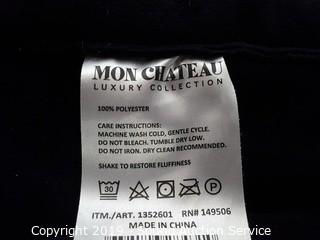 MON CHATEAU
LUXURY COLLECTION
100% POLYESTER
CARE INSTRUCTIONS:
MACHINE WASH COLD, GENTLE CYCLE.
DO NOT BLEACH. TUMBLE DRY LOW.
DO NOT IRON. DRY CLEAN RECOMMENDED.
SHAKE TO RESTORE FLUFFINESS
30 P
ITM./ART. 1352601 RN# 149506
MADE IN CHINA
Copyright 2019 Auction Service